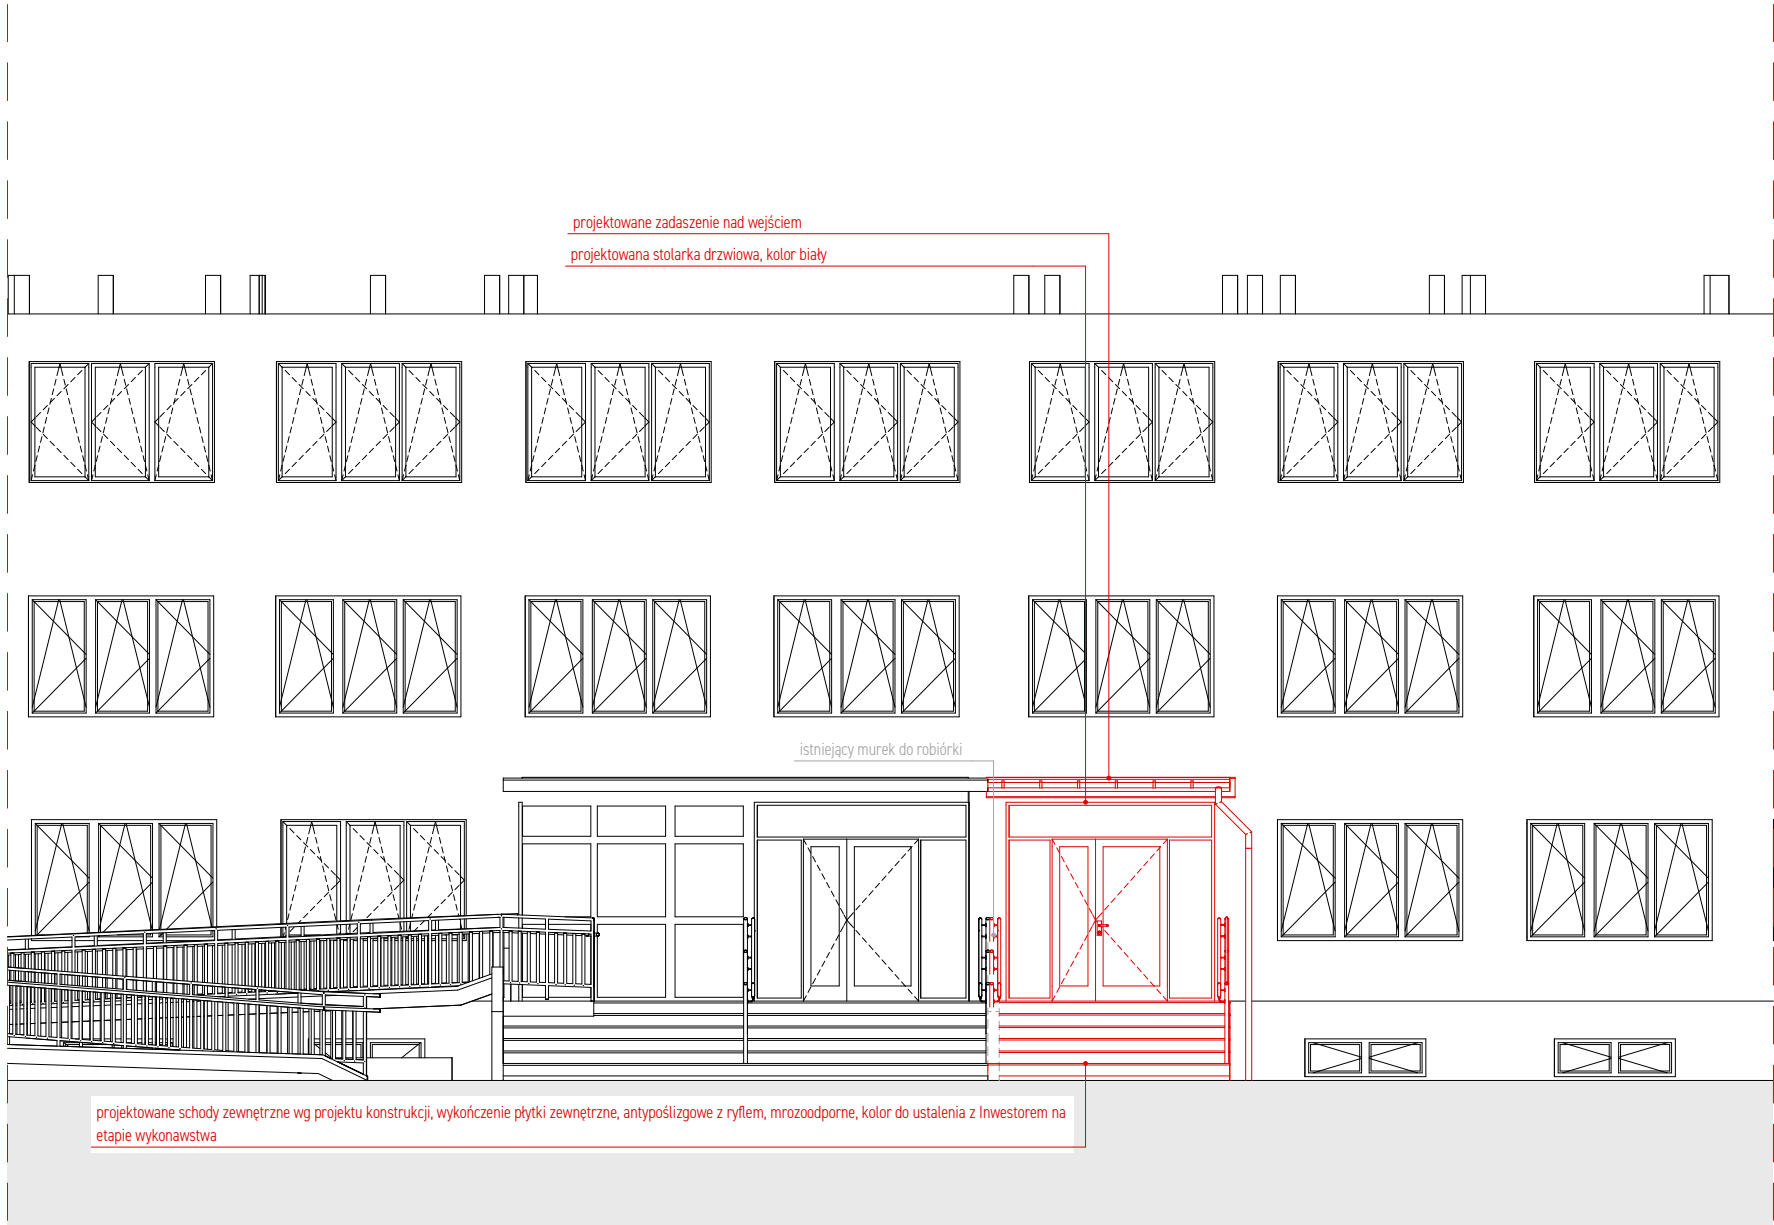 projektowane zadaszenie nad wejściem
projektowana stolarka drzwiowa, kolor biały
istniejący murek do robiórki
projektowane schody zewnętrzne wg projektu konstrukcji, wykończenie płytki zewnętrzne, antypoślizgowe z ryflem, mrozoodporne, kolor do ustalenia z Inwestorem na
etapie wykonawstwa